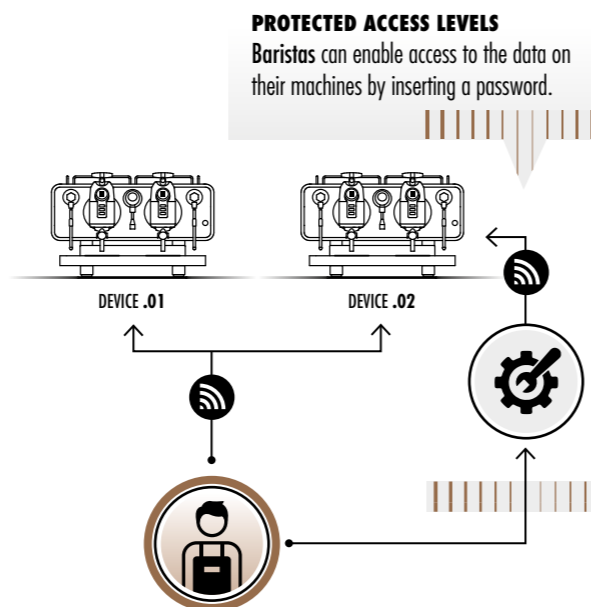 PROTECTED ACCESS LEVELS
Baristas can enable access to the data on
their machines by inserting a password.
DEVICE .01
DEVICE .02